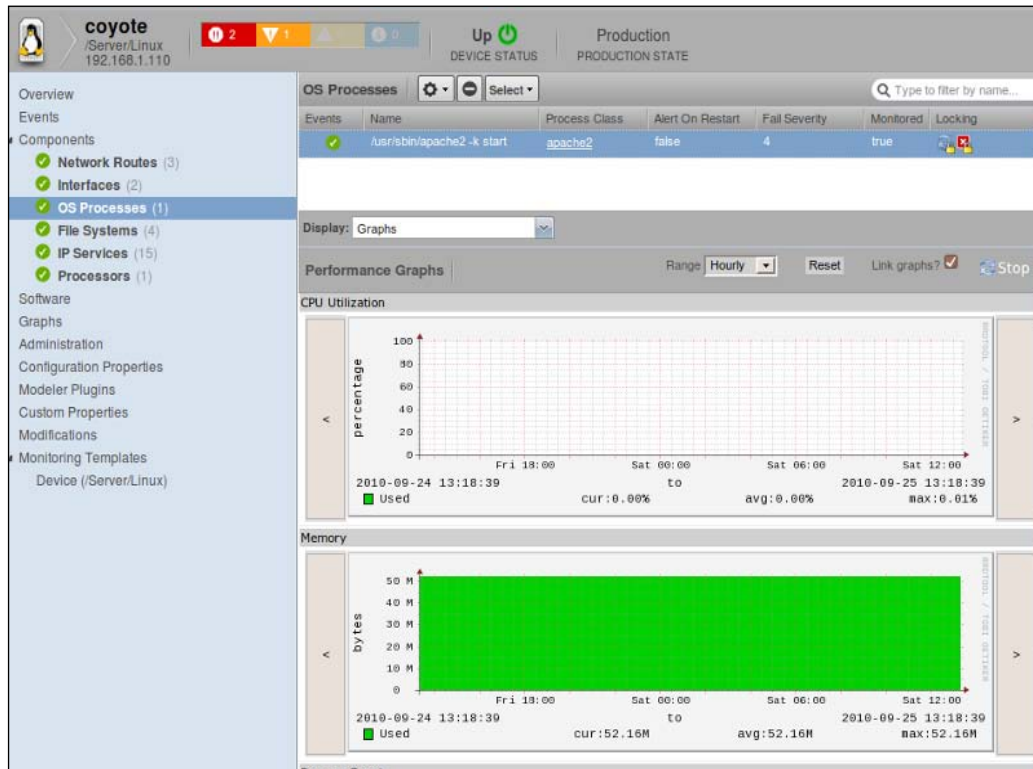 coyote
/Server/Linux
192.168.1.110
2
1
0
Up
DEVICE STATUS
Production
PRODUCTION STATE
Overview
Events
Components
Network Routes (3)
Interfaces (2)
OS Processes (1)
File Systems (4)
IP Services (15)
Processors (1)
Software
Graphs
Administration
Configuration Properties
Modeler Plugins
Custom Properties
Modifications
Monitoring Templates
Device (/Server/Linux)
OS Processes
Select
Type to filter by name...
Events Name Process Class Alert On Restart Fail Severity Monitored Locking
/usr/sbin/apache2 -k start apache2 false 4 true
Display: Graphs
Performance Graphs Range Hourly Reset Link graphs? Stop
CPU Utilization
<
>
percentage
100
80
60
40
20
0
Fri 18:00 Sat 00:00 Sat 06:00 Sat 12:00
2010-09-24 13:18:39 to 2010-09-25 13:18:39
Used cur:0.00% avg:0.00% max:0.01%
RRDTOOL / TOBI OETIKER
Memory
<
>
bytes
50 M
40 M
30 M
20 M
10 M
0
Fri 18:00 Sat 00:00 Sat 06:00 Sat 12:00
2010-09-24 13:18:39 to 2010-09-25 13:18:39
Used cur:52.16M avg:52.16M max:52.16M
RRDTOOL / TOBI OETIKER